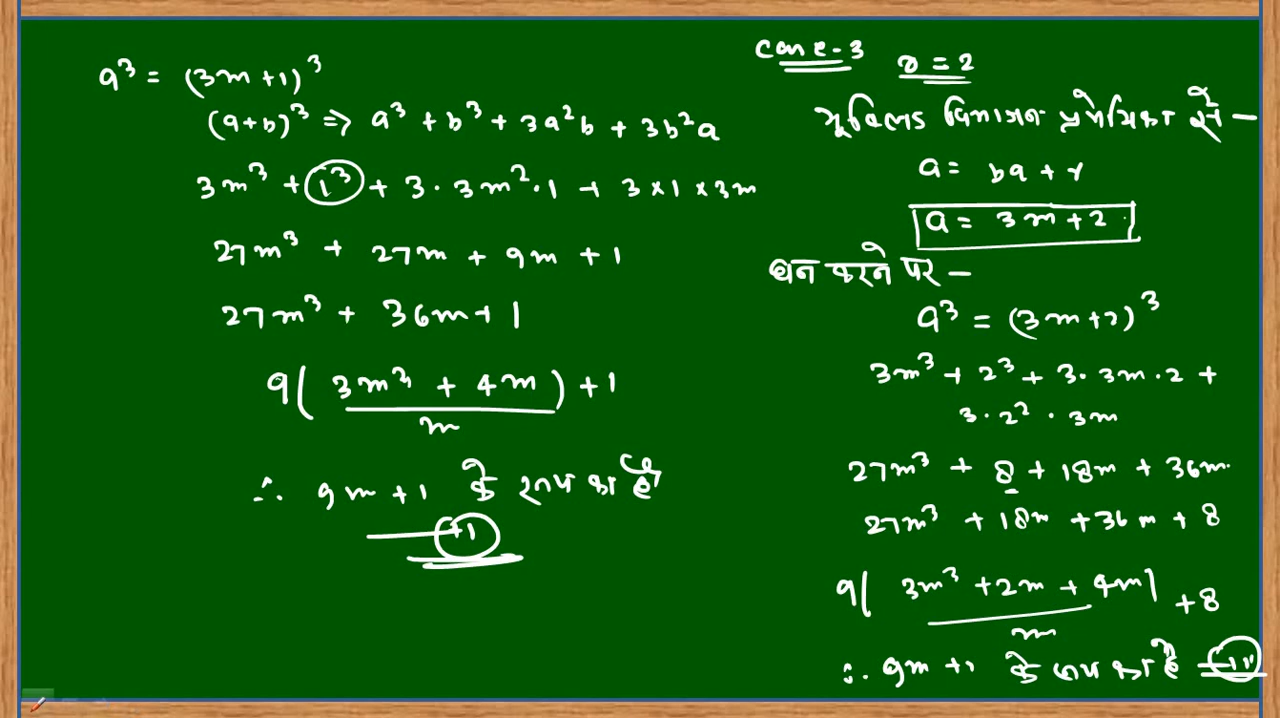 a³ = (3m+1)³
(a+b)³ ⇒ a³ + b³ + 3a²b + 3b²a
3m³ + 1³ + 3·3m²·1 + 3×1×3m
27m³ + 27m + 9m + 1
27m³ + 36m + 1
9( 3m³ + 4m ) + 1
m
∴ 9m+1 के रूप का है
+1
Case-3 r = 2
यूक्लिड विभाजन प्रमेयिका से –
a = bq + r
a = 3m + 2
घन करने पर –
a³ = (3m+2)³
3m³ + 2³ + 3·3m·2 +
3·2²·3m
27m³ + 8 + 18m + 36m
27m³ + 18m + 36m + 8
9( 3m³ + 2m + 4m) + 8
m
∴ 9m + के रूप का है